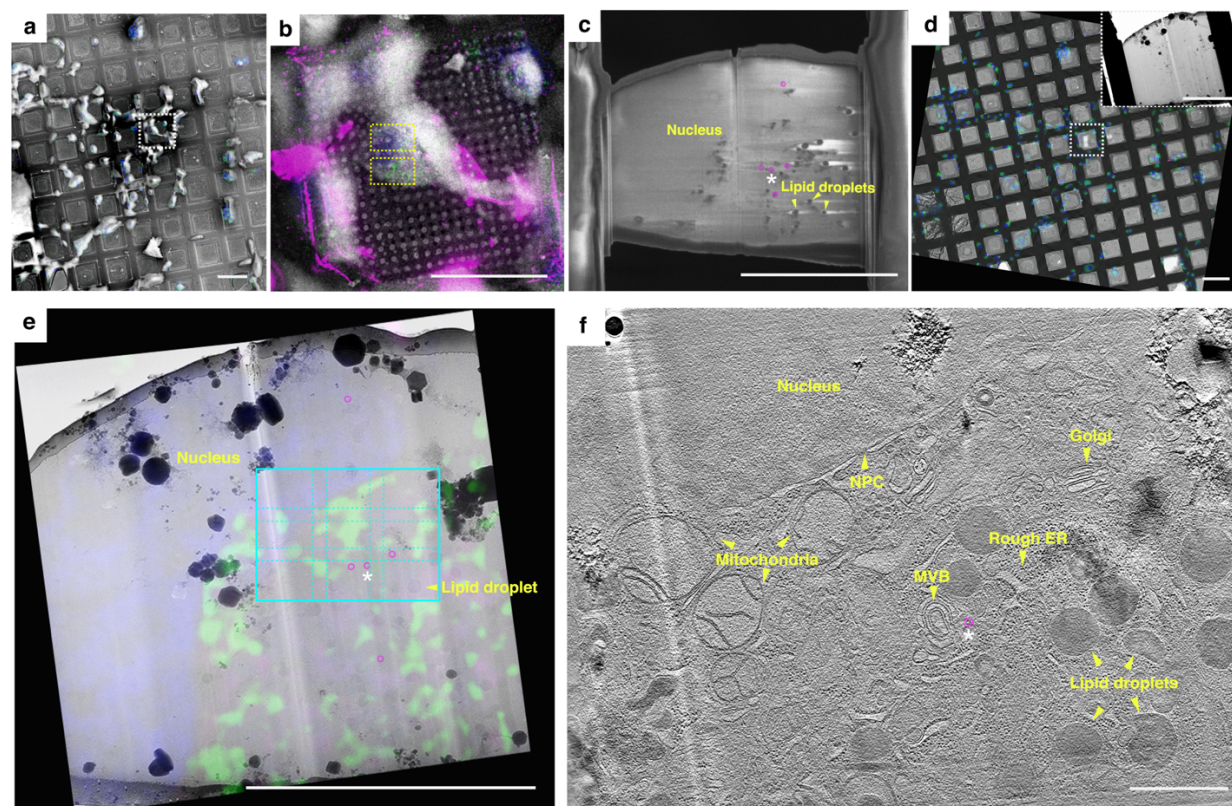 a
b
c
Nucleus
*
Lipid droplets
d
e
Nucleus
*
Lipid droplet
f
Nucleus
Golgi
NPC
Rough ER
Mitochondria
MVB
*
Lipid droplets